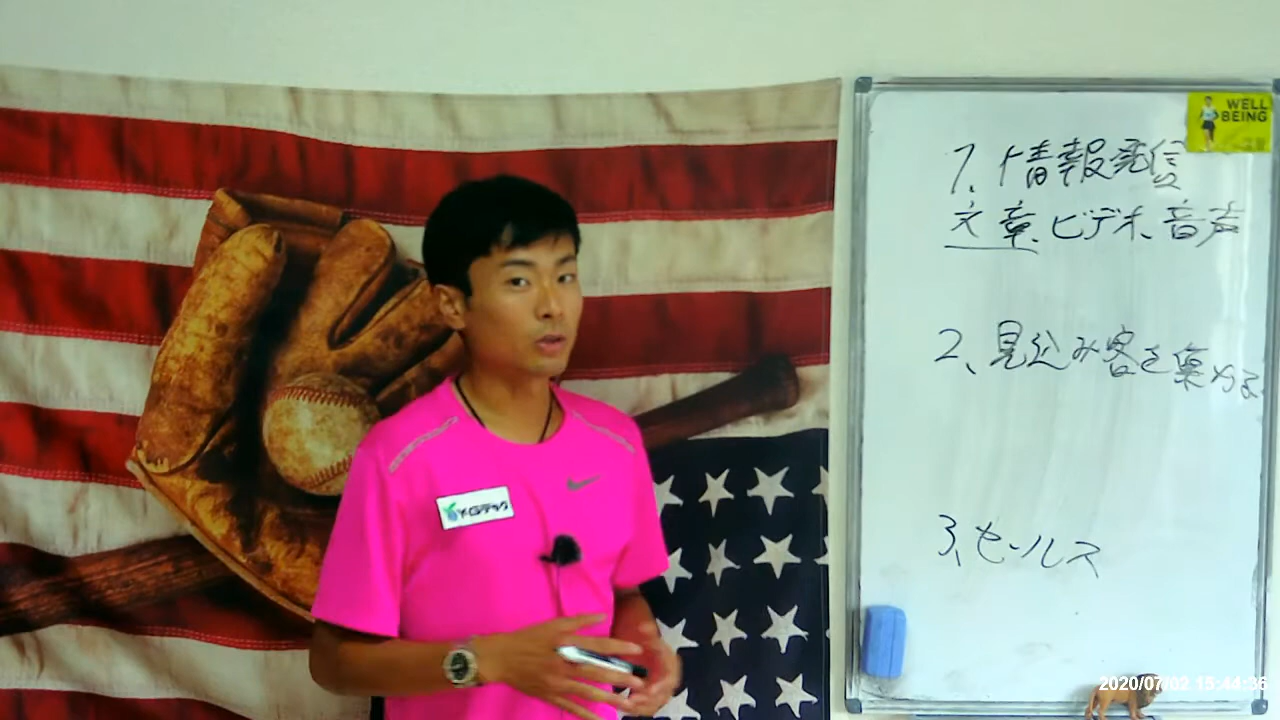 WELL
BEING
1、情報発信
文章、ビデオ、音声
2、見込み客を集める
3、セールス
2020/07/02 15:44:36